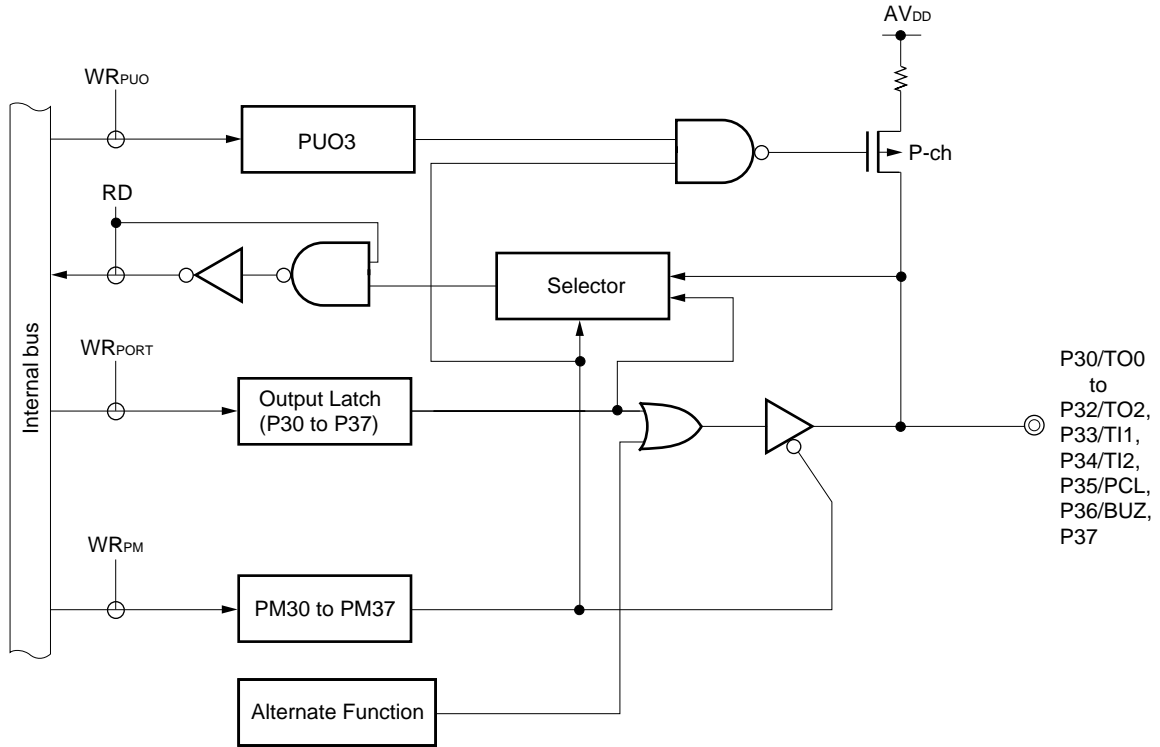 AVDD
WRPUO
PUO3
P-ch
RD
Selector
Internal bus
WRPORT
Output Latch
(P30 to P37)
P30/TO0
to
P32/TO2,
P33/TI1,
P34/TI2,
P35/PCL,
P36/BUZ,
P37
WRPM
PM30 to PM37
Alternate Function